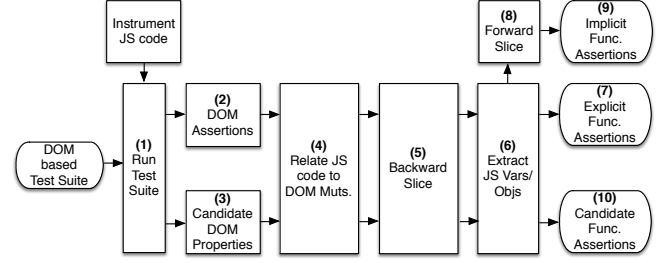 Instrument
JS code
(8)
Forward
Slice
(9)
Implicit
Func.
Assertions
DOM
based
Test Suite
(1)
Run
Test
Suite
(2)
DOM
Assertions
(3)
Candidate
DOM
Properties
(4)
Relate JS
code to
DOM Muts.
(5)
Backward
Slice
(6)
Extract
JS Vars/
Objs
(7)
Explicit
Func.
Assertions
(10)
Candidate
Func.
Assertions